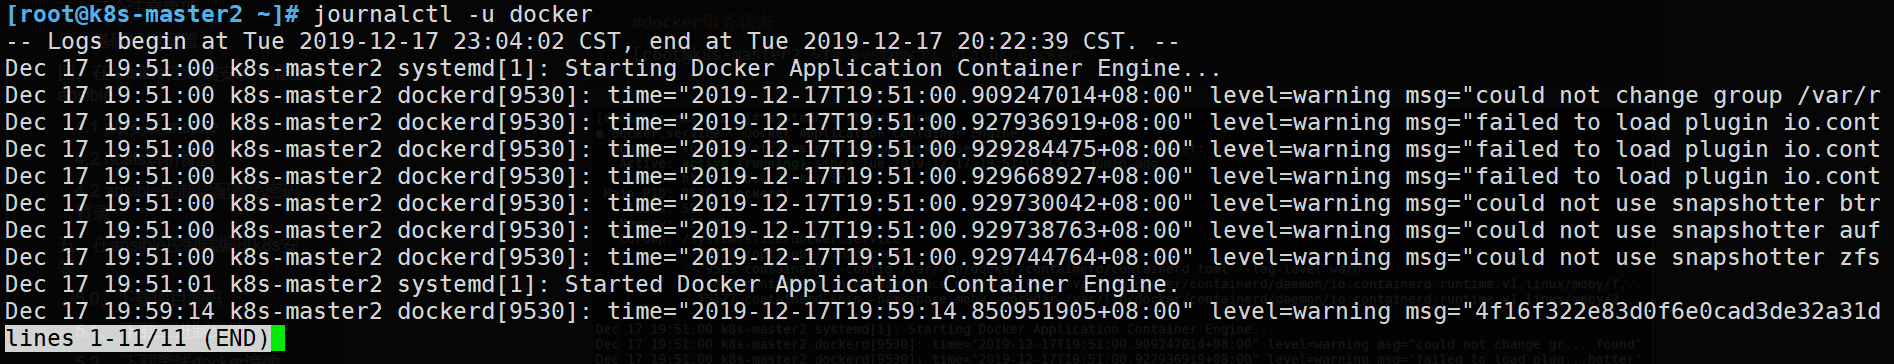 [root@k8s-master2 ~]# journalctl -u docker
-- Logs begin at Tue 2019-12-17 23:04:02 CST, end at Tue 2019-12-17 20:22:39 CST. --
Dec 17 19:51:00 k8s-master2 systemd[1]: Starting Docker Application Container Engine...
Dec 17 19:51:00 k8s-master2 dockerd[9530]: time="2019-12-17T19:51:00.909247014+08:00" level=warning msg="could not change group /var/r
Dec 17 19:51:00 k8s-master2 dockerd[9530]: time="2019-12-17T19:51:00.927936919+08:00" level=warning msg="failed to load plugin io.cont
Dec 17 19:51:00 k8s-master2 dockerd[9530]: time="2019-12-17T19:51:00.929284475+08:00" level=warning msg="failed to load plugin io.cont
Dec 17 19:51:00 k8s-master2 dockerd[9530]: time="2019-12-17T19:51:00.929668927+08:00" level=warning msg="failed to load plugin io.cont
Dec 17 19:51:00 k8s-master2 dockerd[9530]: time="2019-12-17T19:51:00.929730042+08:00" level=warning msg="could not use snapshotter btr
Dec 17 19:51:00 k8s-master2 dockerd[9530]: time="2019-12-17T19:51:00.929738763+08:00" level=warning msg="could not use snapshotter auf
Dec 17 19:51:00 k8s-master2 dockerd[9530]: time="2019-12-17T19:51:00.929744764+08:00" level=warning msg="could not use snapshotter zfs
Dec 17 19:51:01 k8s-master2 systemd[1]: Started Docker Application Container Engine.
Dec 17 19:59:14 k8s-master2 dockerd[9530]: time="2019-12-17T19:59:14.850951905+08:00" level=warning msg="4f16f322e83d0f6e0cad3de32a31d
lines 1-11/11 (END)